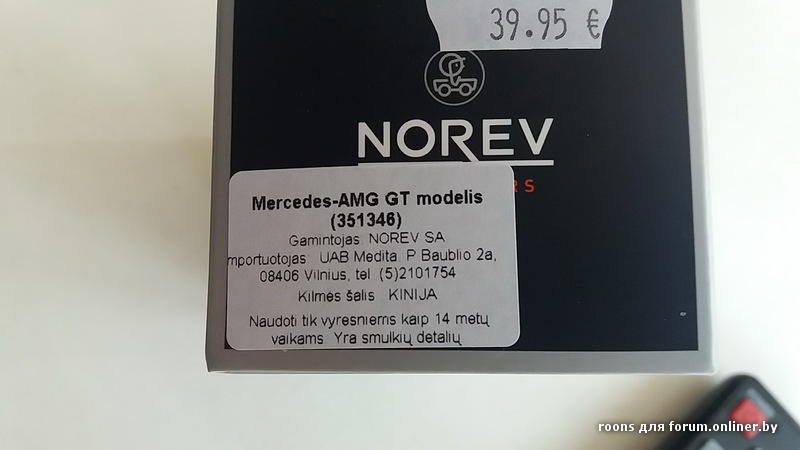 39.95 €
NOREV
Mercedes-AMG GT modelis
(351346)
Gamintojas NOREV SA
mportuotojas UAB Medita P Baublio 2a,
08406 Vilnius, tel (5)2101754
Kilmės šalis KINIJA
Naudoti tik vyresniems kaip 14 metų
vaikams Yra smulkių detalių
roons для forum.onliner.by